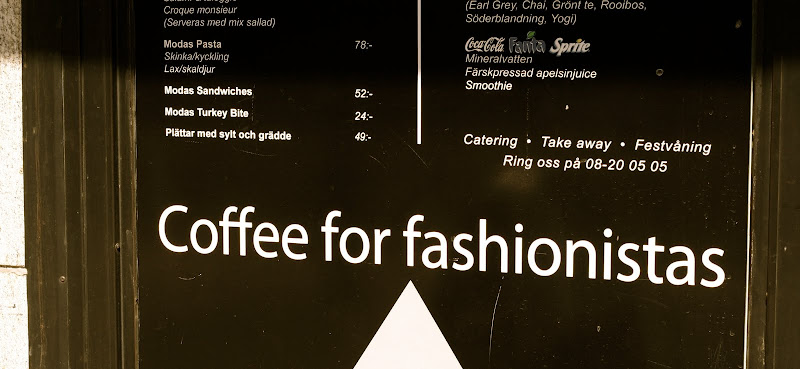 Croque monsieur
(Serveras med mix sallad)
Modas Pasta 78:-
Skinka/kyckling
Lax/skaldjur
Modas Sandwiches 52:-
Modas Turkey Bite 24:-
Plättar med sylt och grädde 49:-
(Earl Grey, Chai, Grönt te, Rooibos,
Söderblandning, Yogi)
Coca-Cola Fanta Sprite
Mineralvatten
Färskpressad apelsinjuice
Smoothie
Catering • Take away • Festvåning
Ring oss på 08-20 05 05
Coffee for fashionistas